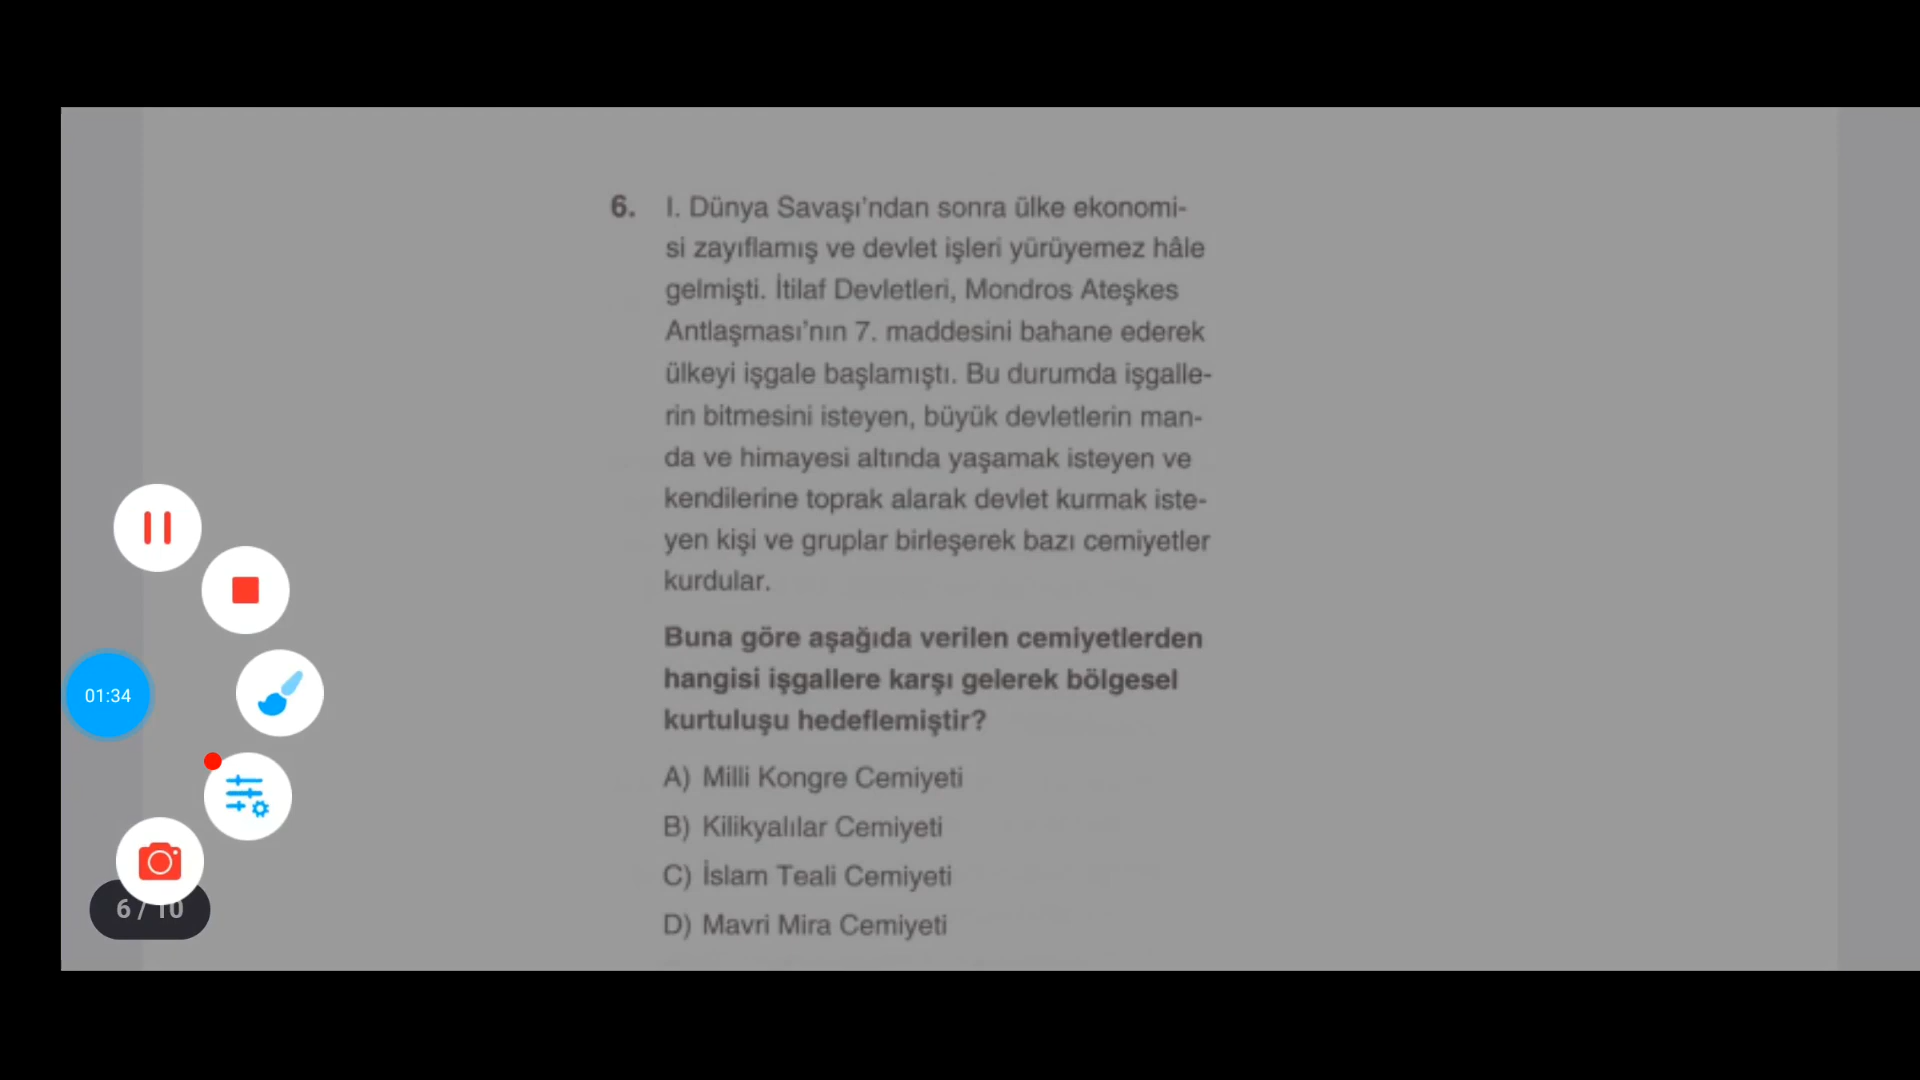 6. I. Dünya Savaşı'ndan sonra ülke ekonomi-
si zayıflamış ve devlet işleri yürüyemez hâle
gelmişti. İtilaf Devletleri, Mondros Ateşkes
Antlaşması'nın 7. maddesini bahane ederek
ülkeyi işgale başlamıştı. Bu durumda işgalle-
rin bitmesini isteyen, büyük devletlerin man-
da ve himayesi altında yaşamak isteyen ve
kendilerine toprak alarak devlet kurmak iste-
yen kişi ve gruplar birleşerek bazı cemiyetler
kurdular.
Buna göre aşağıda verilen cemiyetlerden
hangisi işgallere karşı gelerek bölgesel
kurtuluşu hedeflemiştir?
A) Milli Kongre Cemiyeti
B) Kilikyalılar Cemiyeti
C) İslam Teali Cemiyeti
D) Mavri Mira Cemiyeti
01:34
6 / 10